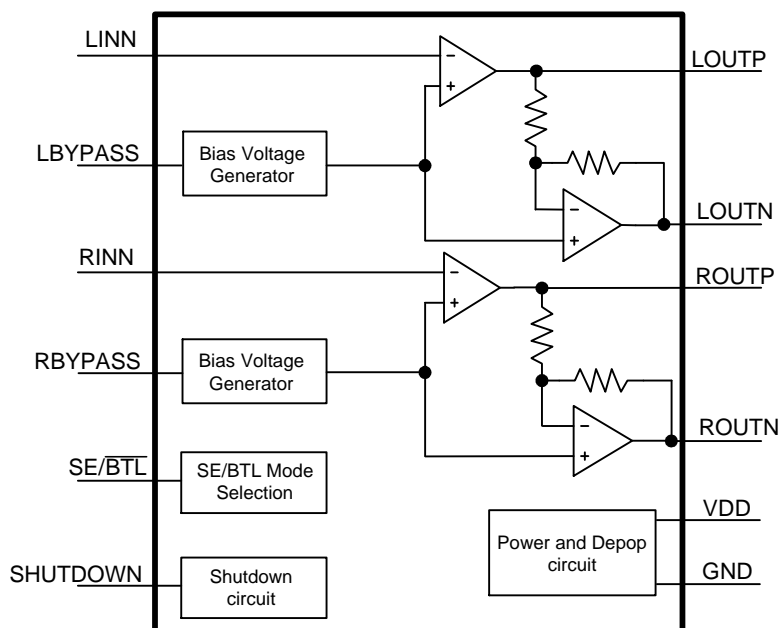 LINN
LOUTP
LBYPASS
Bias Voltage
Generator
LOUTN
RINN
ROUTP
RBYPASS
Bias Voltage
Generator
ROUTN
SE/BTL
SE/BTL Mode
Selection
VDD
Power and Depop
circuit
GND
SHUTDOWN
Shutdown
circuit
-
+
-
+
-
+
-
+